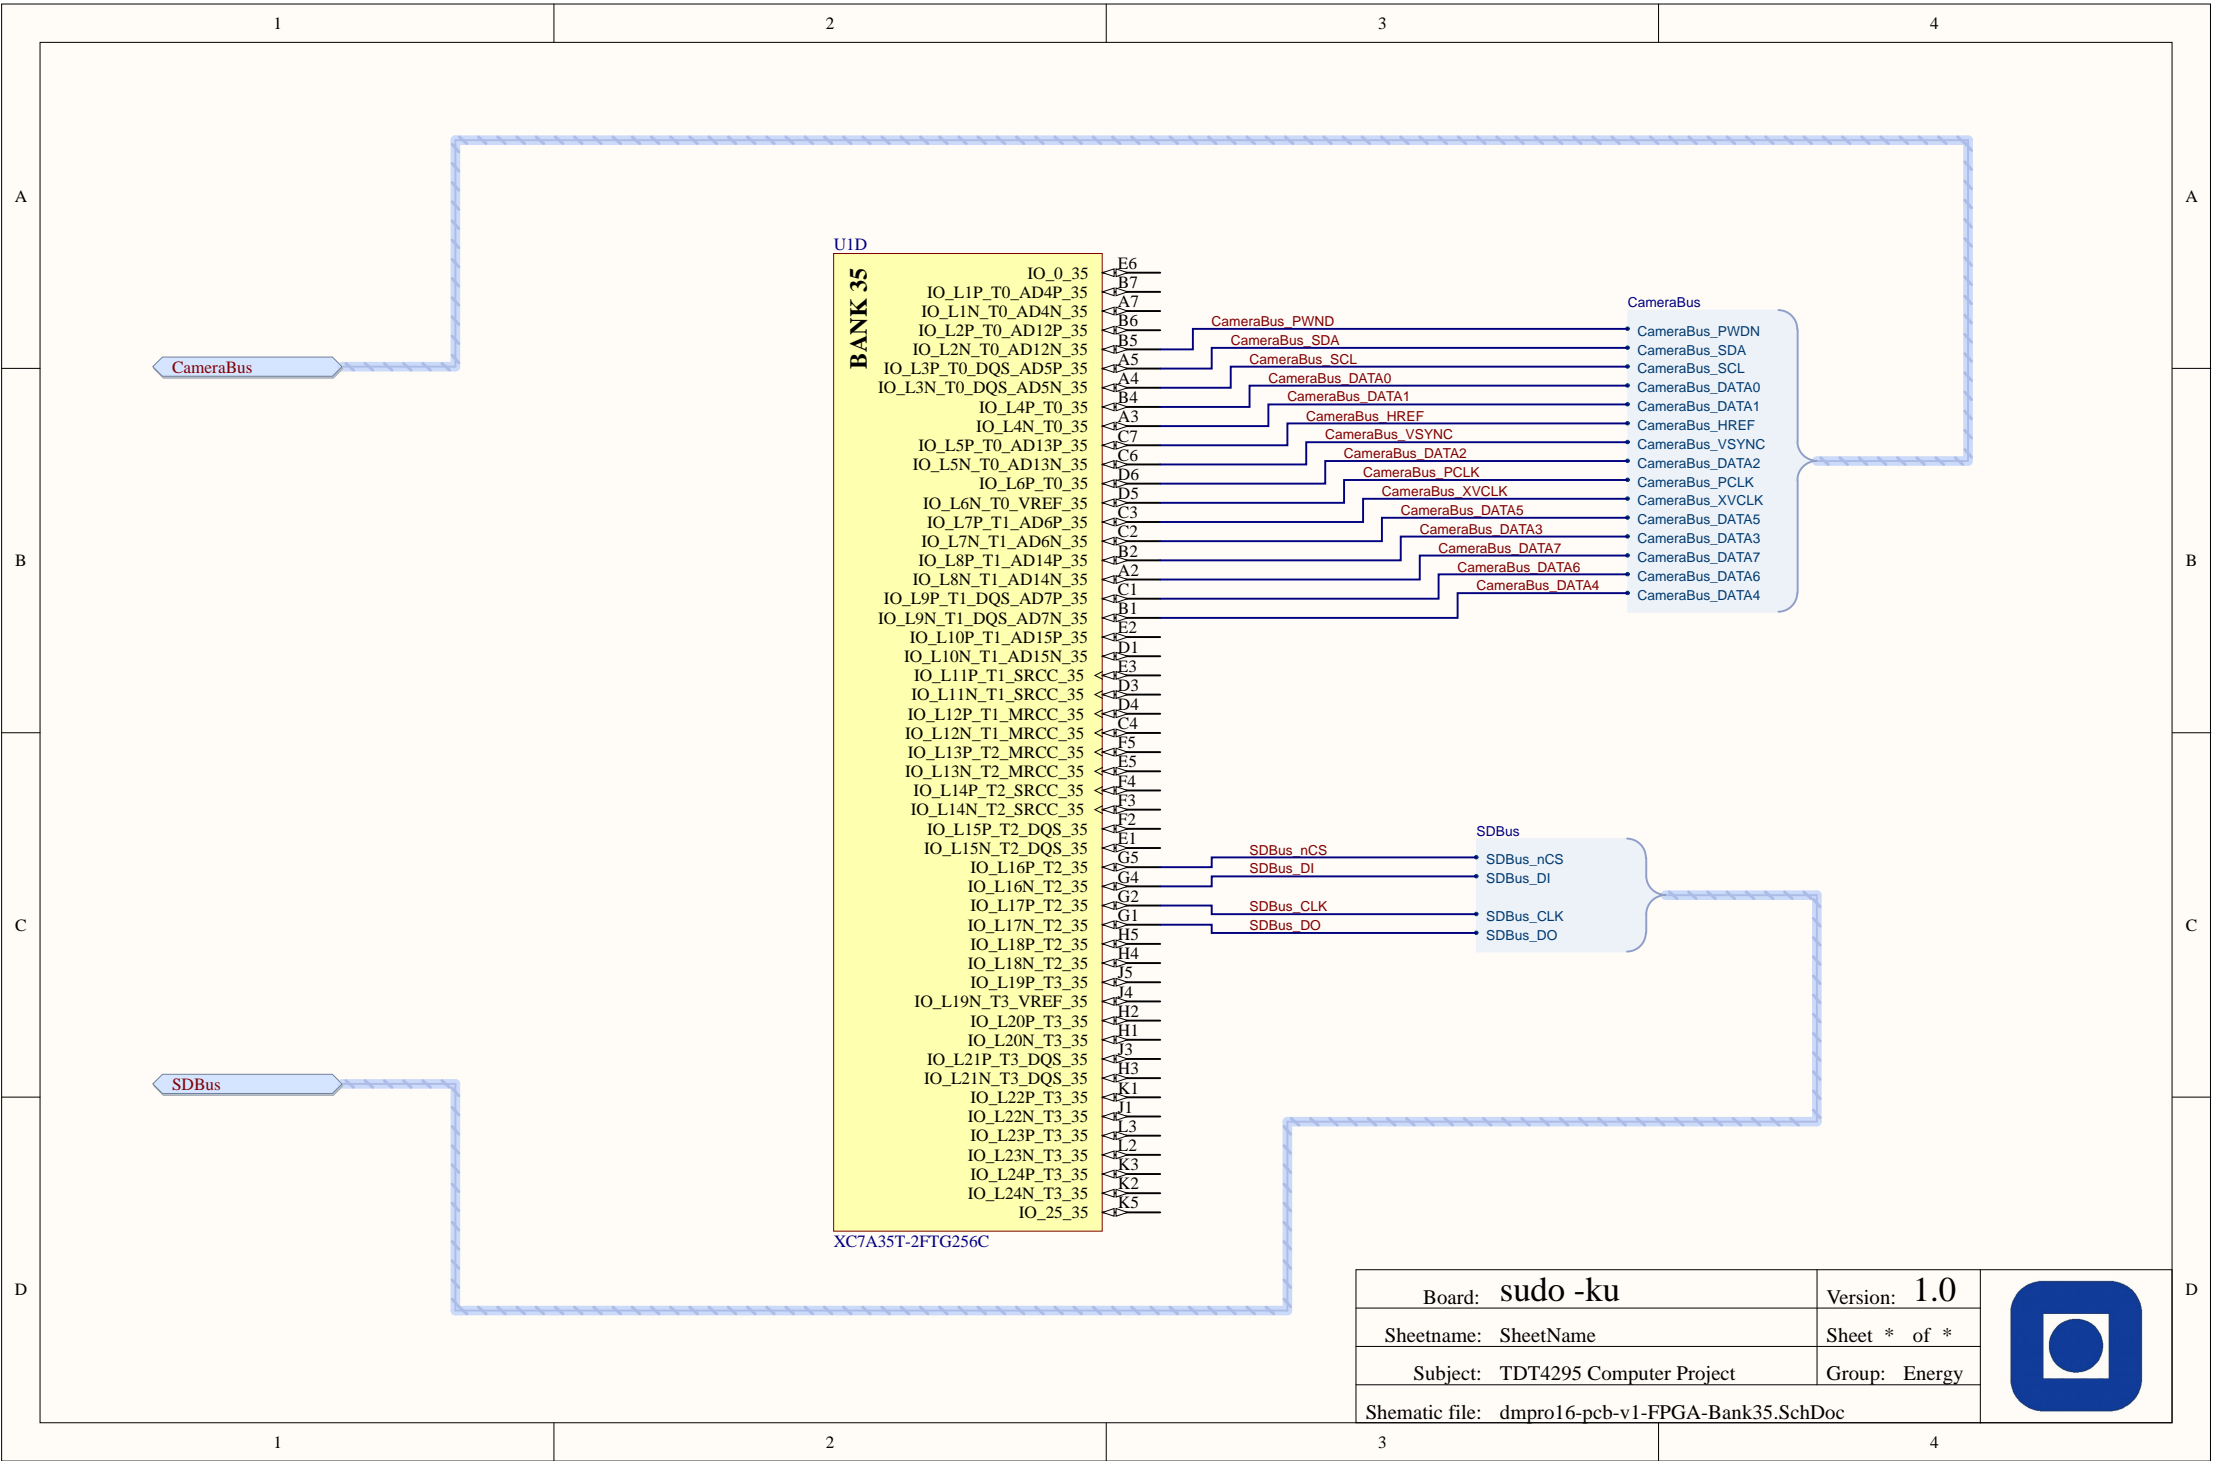 1 2 3 4
A A
U1D
BANK 35
IO_0_35 E6
IO_L1P_T0_AD4P_35 B7
IO_L1N_T0_AD4N_35 A7
IO_L2P_T0_AD12P_35 B6
IO_L2N_T0_AD12N_35 B5
IO_L3P_T0_DQS_AD5P_35 A5
IO_L3N_T0_DQS_AD5N_35 A4
IO_L4P_T0_35 B4
IO_L4N_T0_35 A3
IO_L5P_T0_AD13P_35 C7
IO_L5N_T0_AD13N_35 C6
IO_L6P_T0_35 D6
IO_L6N_T0_VREF_35 D5
IO_L7P_T1_AD6P_35 C3
IO_L7N_T1_AD6N_35 C2
IO_L8P_T1_AD14P_35 B2
IO_L8N_T1_AD14N_35 A2
IO_L9P_T1_DQS_AD7P_35 C1
IO_L9N_T1_DQS_AD7N_35 B1
IO_L10P_T1_AD15P_35 E2
IO_L10N_T1_AD15N_35 D1
IO_L11P_T1_SRCC_35 E3
IO_L11N_T1_SRCC_35 D3
IO_L12P_T1_MRCC_35 D4
IO_L12N_T1_MRCC_35 C4
IO_L13P_T2_MRCC_35 F5
IO_L13N_T2_MRCC_35 E5
IO_L14P_T2_SRCC_35 F4
IO_L14N_T2_SRCC_35 F3
IO_L15P_T2_DQS_35 F2
IO_L15N_T2_DQS_35 E1
IO_L16P_T2_35 G5
IO_L16N_T2_35 G4
IO_L17P_T2_35 G2
IO_L17N_T2_35 G1
IO_L18P_T2_35 H5
IO_L18N_T2_35 H4
IO_L19P_T3_35 J5
IO_L19N_T3_VREF_35 J4
IO_L20P_T3_35 H2
IO_L20N_T3_35 H1
IO_L21P_T3_DQS_35 J3
IO_L21N_T3_DQS_35 H3
IO_L22P_T3_35 K1
IO_L22N_T3_35 J1
IO_L23P_T3_35 L3
IO_L23N_T3_35 L2
IO_L24P_T3_35 K3
IO_L24N_T3_35 K2
IO_25_35 K5
XC7A35T-2FTG256C
CameraBus
CameraBus
CameraBus_PWND CameraBus_PWDN
CameraBus_SDA CameraBus_SDA
CameraBus_SCL CameraBus_SCL
CameraBus_DATA0 CameraBus_DATA0
CameraBus_DATA1 CameraBus_DATA1
CameraBus_HREF CameraBus_HREF
CameraBus_VSYNC CameraBus_VSYNC
CameraBus_DATA2 CameraBus_DATA2
CameraBus_PCLK CameraBus_PCLK
CameraBus_XVCLK CameraBus_XVCLK
CameraBus_DATA5 CameraBus_DATA5
CameraBus_DATA3 CameraBus_DATA3
CameraBus_DATA7 CameraBus_DATA7
CameraBus_DATA6 CameraBus_DATA6
CameraBus_DATA4 CameraBus_DATA4
B B
SDBus
SDBus_nCS SDBus_nCS
SDBus_DI SDBus_DI
SDBus_CLK SDBus_CLK
SDBus_DO SDBus_DO
C C
SDBus
D D
Board: sudo -ku Version: 1.0
Sheetname: SheetName Sheet * of *
Subject: TDT4295 Computer Project Group: Energy
Shematic file: dmpro16-pcb-v1-FPGA-Bank35.SchDoc
1 2 3 4